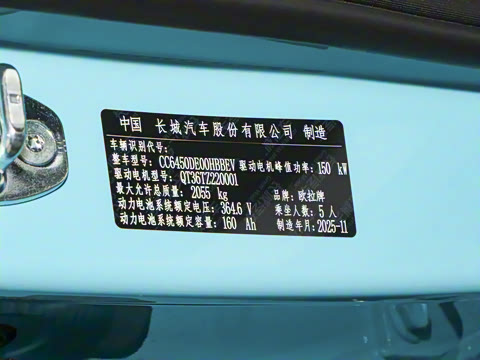 中国 长城汽车股份有限公司 制造
车辆识别代号:
整车型号: CC6450DE00HBBEV 驱动电机峰值功率: 150 kW
驱动电机型号: QT36TZ220001
最大允许总质量: 2055 kg 品牌: 欧拉牌
动力电池系统额定电压: 364.6 V 乘坐人数: 5 人
动力电池系统额定容量: 160 Ah 制造年月: 2025-11